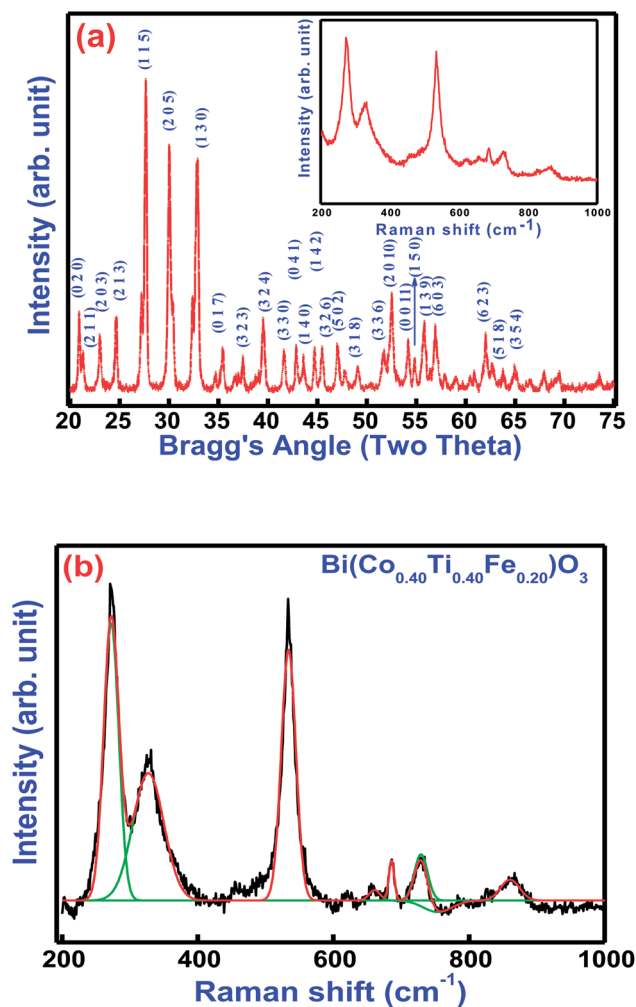 (a)
Intensity (arb. unit)
(0 2 0)
(2 1 1)
(2 0 3)
(2 1 3)
(1 1 5)
(2 0 5)
(1 3 0)
(0 1 7)
(3 2 3)
(3 2 4)
(3 3 0)
(0 4 1)
(1 4 0)
(1 4 2)
(3 2 6)
(5 0 2)
(3 1 8)
(3 3 6)
(2 0 10)
(0 0 11)
(1 5 0)
(1 3 9)
(6 0 3)
(6 2 3)
(5 1 8)
(3 5 4)
20 25 30 35 40 45 50 55 60 65 70 75
Bragg's Angle (Two Theta)
Intensity (arb. unit)
200 400 600 800 1000
Raman shift (cm⁻¹)
(b)
Bi(Co₀.₄₀Ti₀.₄₀Fe₀.₂₀)O₃
Intensity (arb. unit)
200 400 600 800 1000
Raman shift (cm⁻¹)